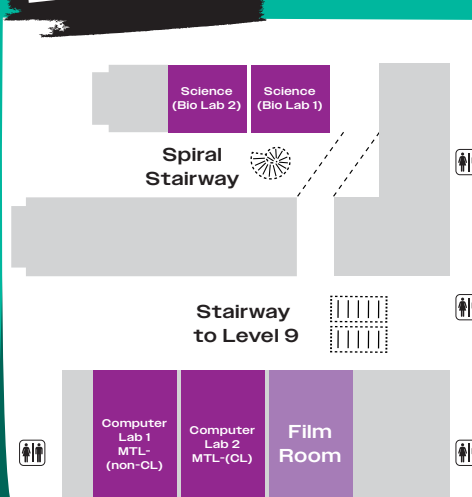 Science
(Bio Lab 2)
Science
(Bio Lab 1)
Spiral
Stairway
Stairway
to Level 9
Computer
Lab 1
MTL-
(non-CL)
Computer
Lab 2
MTL-(CL)
Film
Room